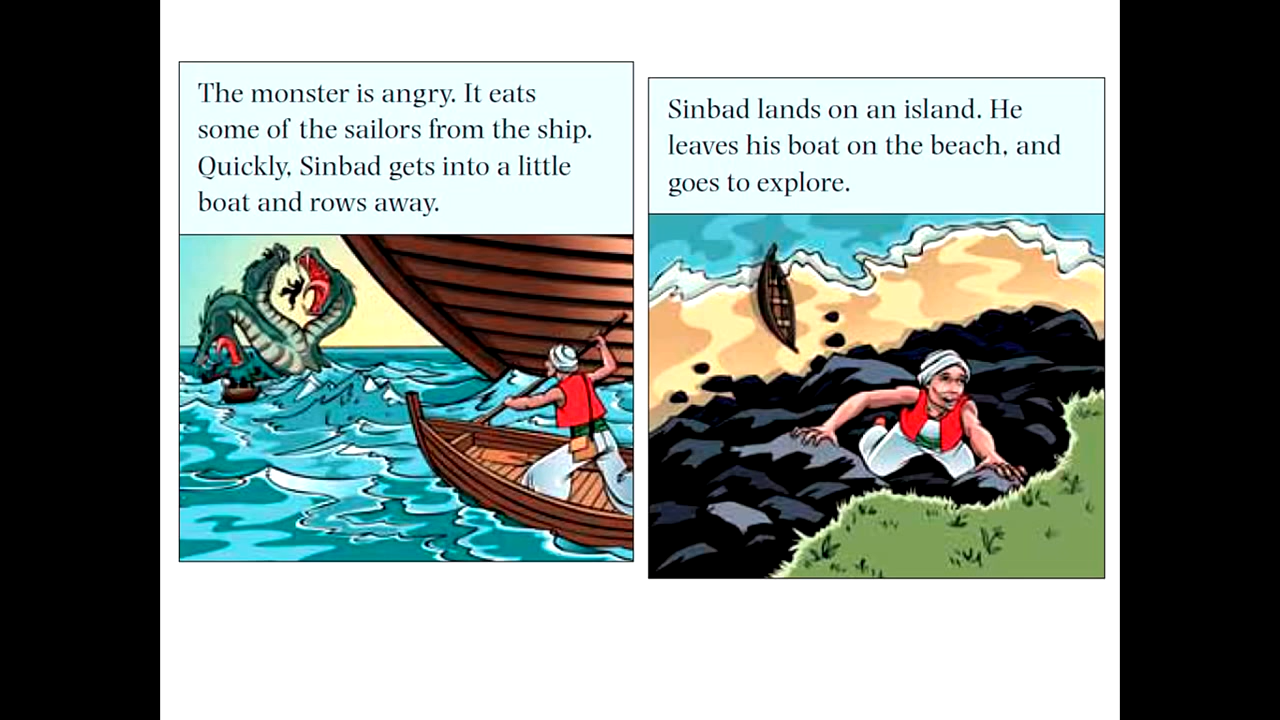 The monster is angry. It eats
some of the sailors from the ship.
Quickly, Sinbad gets into a little
boat and rows away.
Sinbad lands on an island. He
leaves his boat on the beach, and
goes to explore.